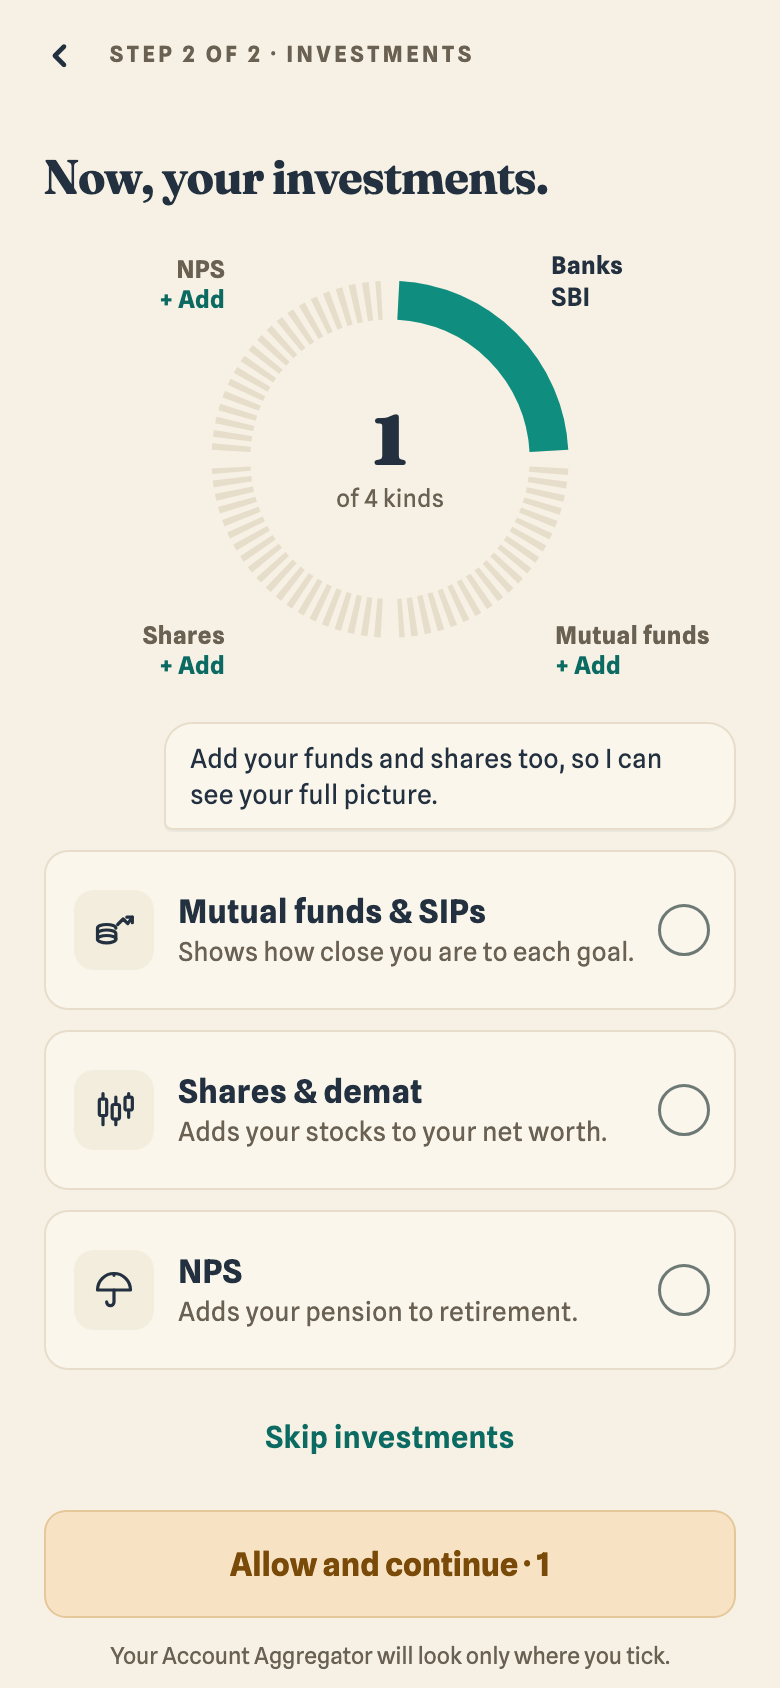 STEP 2 OF 2 · INVESTMENTS
Now, your investments.
NPS
+ Add
Banks
SBI
1
of 4 kinds
Shares
+ Add
Mutual funds
+ Add
Add your funds and shares too, so I can
see your full picture.
Mutual funds & SIPs
Shows how close you are to each goal.
Shares & demat
Adds your stocks to your net worth.
NPS
Adds your pension to retirement.
Skip investments
Allow and continue · 1
Your Account Aggregator will look only where you tick.